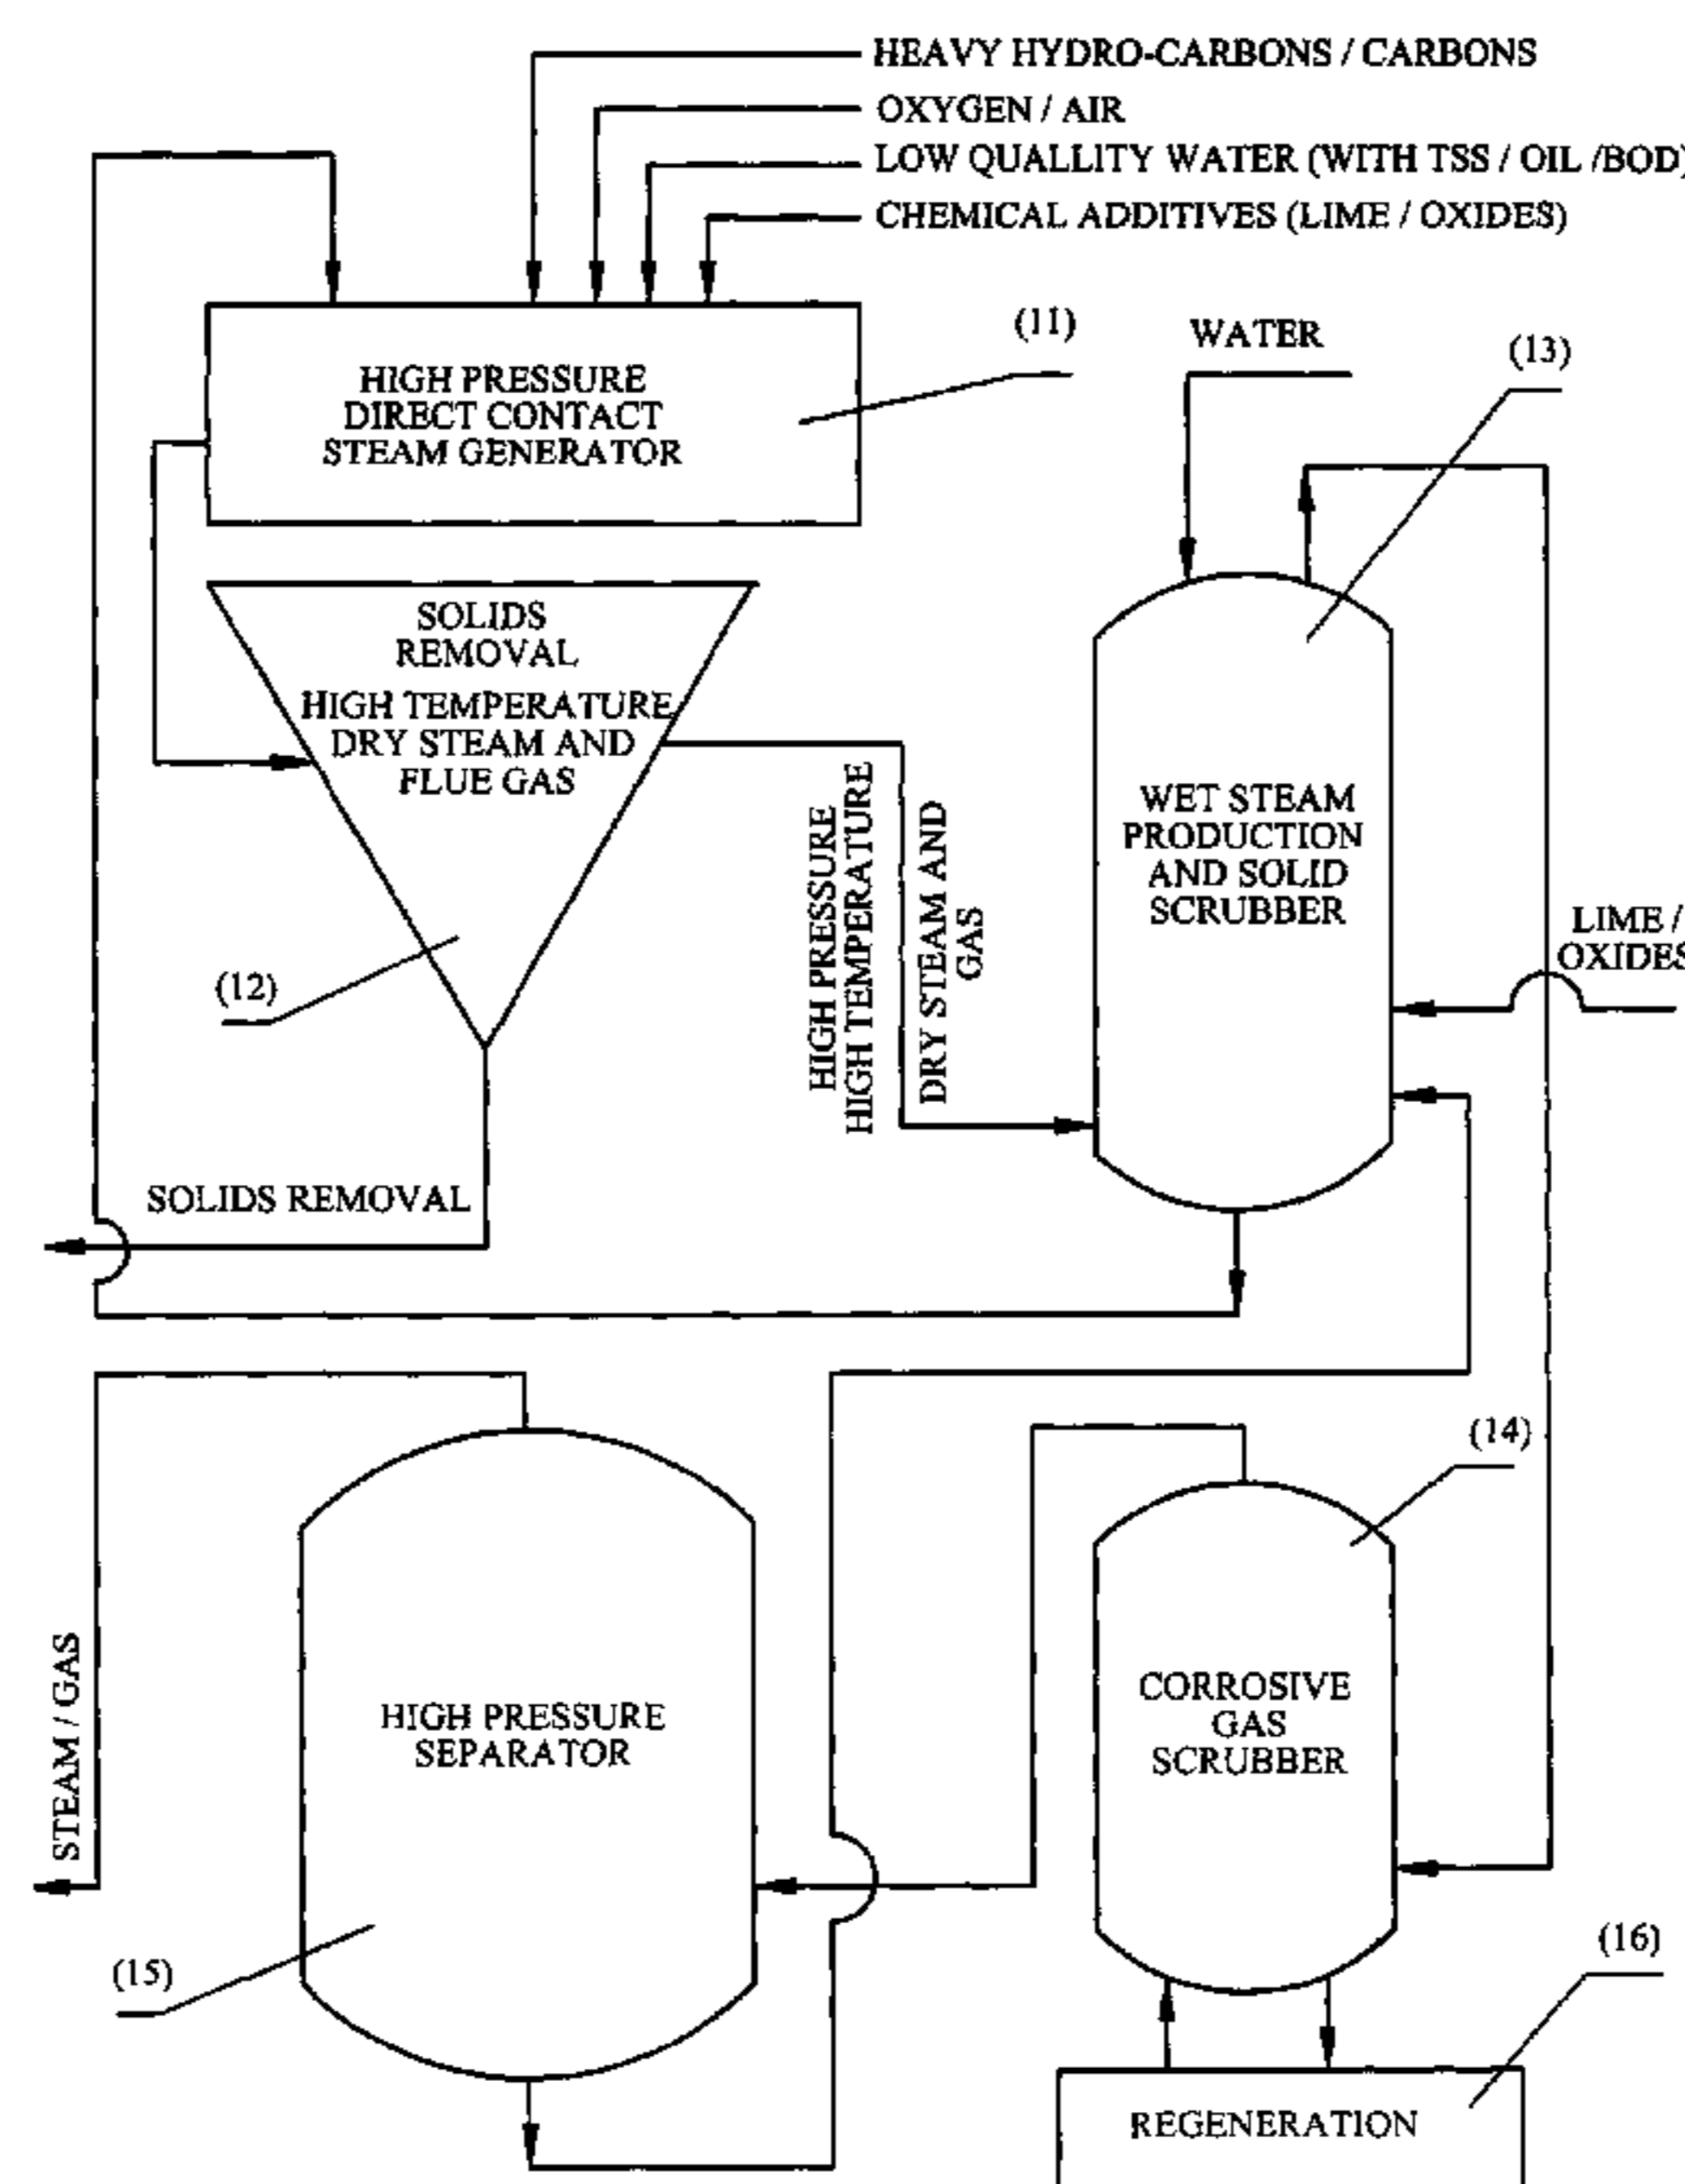 HEAVY HYDRO-CARBONS / CARBONS
OXYGEN / AIR
LOW QUALLITY WATER (WITH TSS / OIL /BOD)
CHEMICAL ADDITIVES (LIME / OXIDES)
(11)
HIGH PRESSURE
DIRECT CONTACT
STEAM GENERATOR
WATER
(13)
SOLIDS
REMOVAL
HIGH TEMPERATURE
DRY STEAM AND
FLUE GAS
(12)
SOLIDS REMOVAL
HIGH PRESSURE
HIGH TEMPERATURE
DRY STEAM AND
GAS
WET STEAM
PRODUCTION
AND SOLID
SCRUBBER
LIME /
OXIDES
(14)
STEAM / GAS
HIGH PRESSURE
SEPARATOR
(15)
CORROSIVE
GAS
SCRUBBER
(16)
REGENERATION